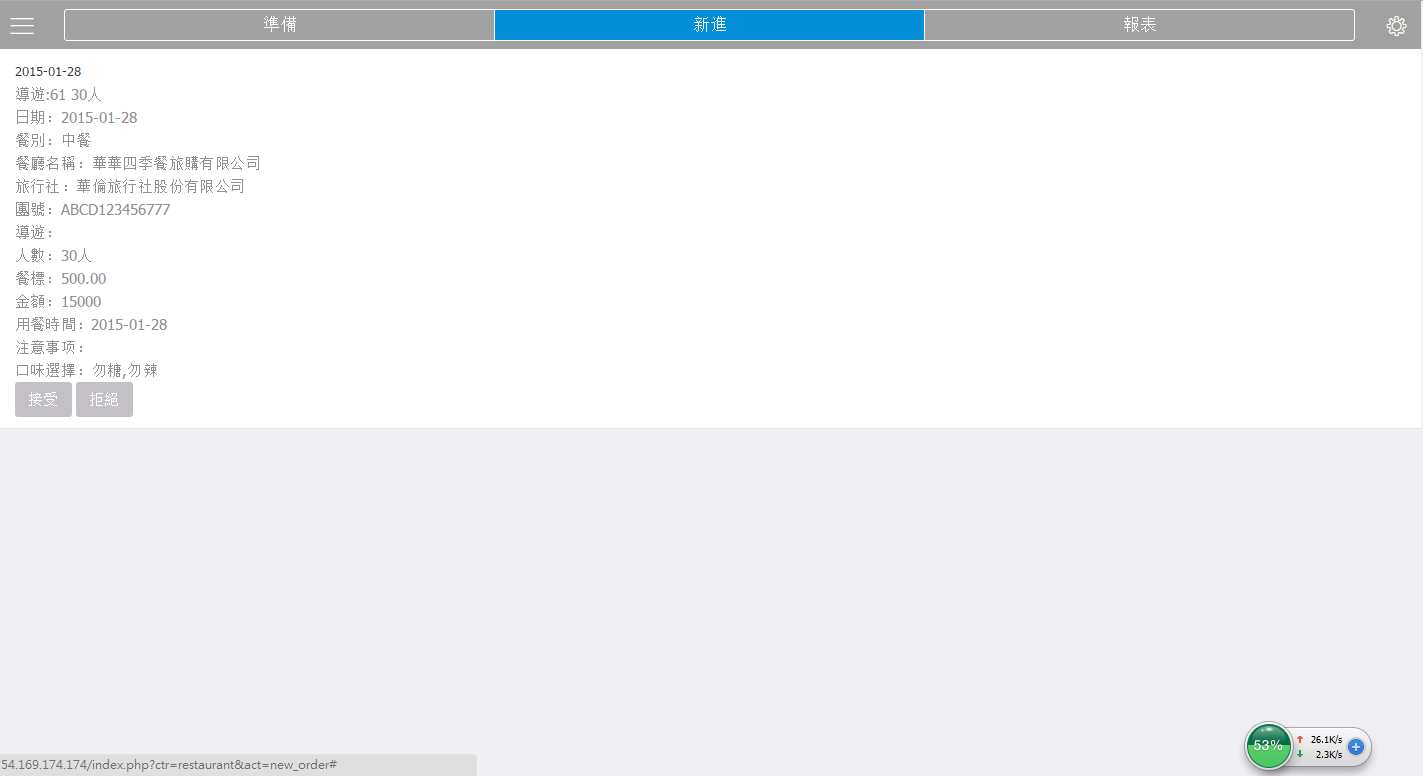 準備
新進
報表
2015-01-28
導遊:61 30人
日期：2015-01-28
餐別：中餐
餐廳名稱：華華四季餐旅購有限公司
旅行社：華倫旅行社股份有限公司
團號：ABCD123456777
導遊：
人數：30人
餐標：500.00
金額：15000
用餐時間：2015-01-28
注意事项：
口味選擇：勿糖,勿辣
接受 拒絕
53%
26.1K/s
2.3K/s
54.169.174.174/index.php?ctr=restaurant&act=new_order#